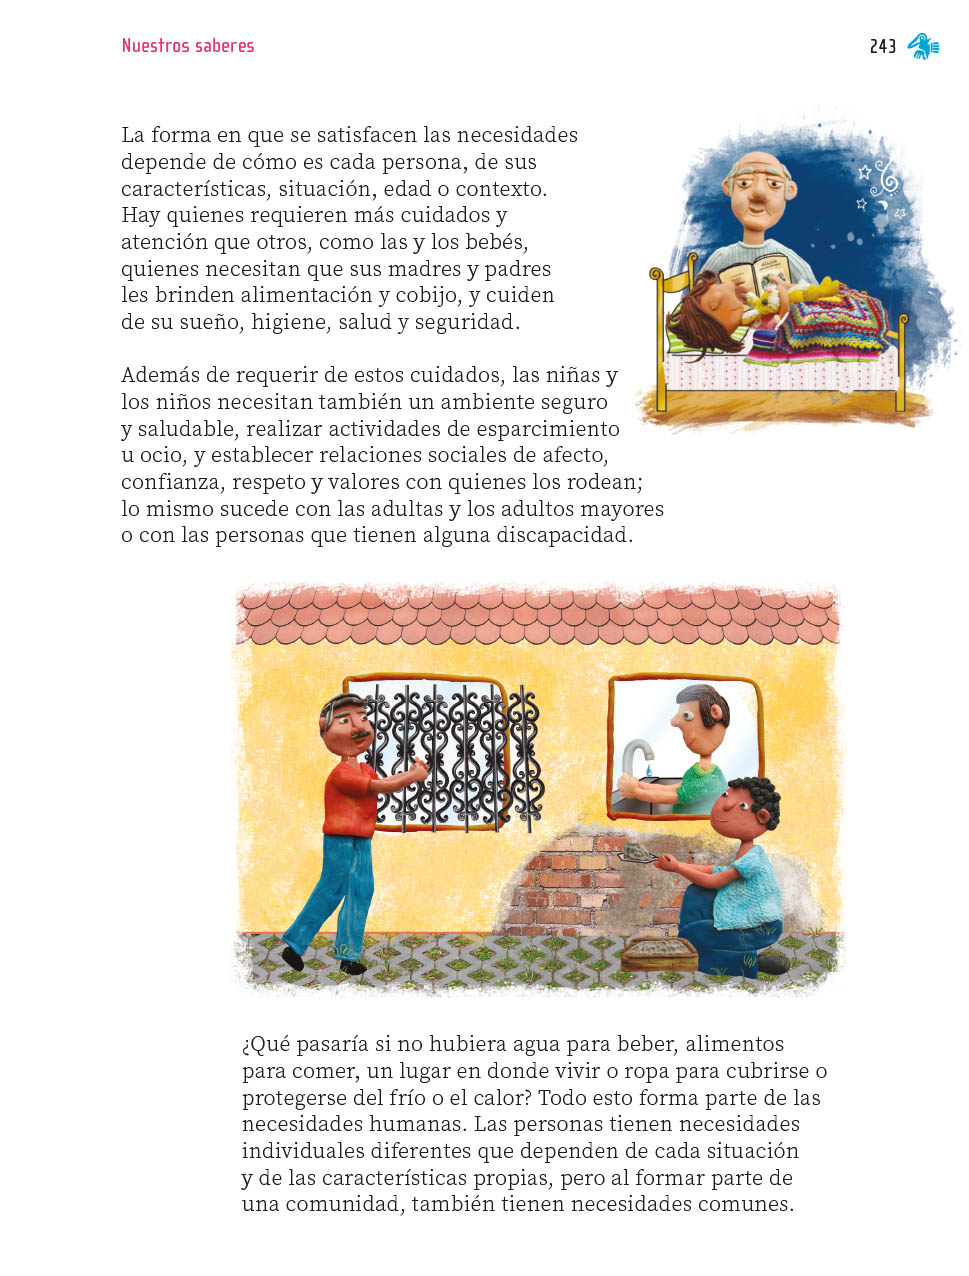 Nuestros saberes
243
La forma en que se satisfacen las necesidades
depende de cómo es cada persona, de sus
características, situación, edad o contexto.
Hay quienes requieren más cuidados y
atención que otros, como las y los bebés,
quienes necesitan que sus madres y padres
les brinden alimentación y cobijo, y cuiden
de su sueño, higiene, salud y seguridad.
Además de requerir de estos cuidados, las niñas y
los niños necesitan también un ambiente seguro
y saludable, realizar actividades de esparcimiento
u ocio, y establecer relaciones sociales de afecto,
confianza, respeto y valores con quienes los rodean;
lo mismo sucede con las adultas y los adultos mayores
o con las personas que tienen alguna discapacidad.
¿Qué pasaría si no hubiera agua para beber, alimentos
para comer, un lugar en donde vivir o ropa para cubrirse o
protegerse del frío o el calor? Todo esto forma parte de las
necesidades humanas. Las personas tienen necesidades
individuales diferentes que dependen de cada situación
y de las características propias, pero al formar parte de
una comunidad, también tienen necesidades comunes.